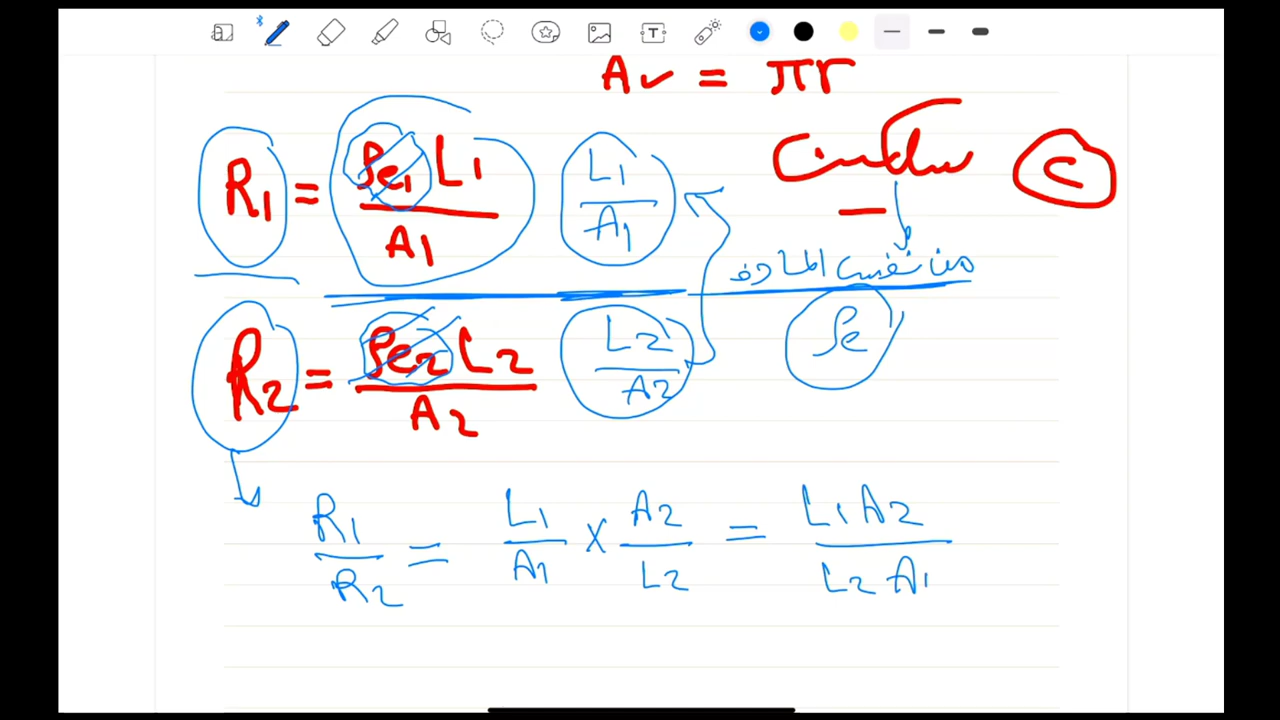 A = πr
R1 = ρe1 L1 / A1
L1 / A1
C
من نفس المادة
R2 = ρe2 L2 / A2
L2 / A2
ρe
R1 / R2 = L1 / A1 × A2 / L2 = L1 A2 / L2 A1